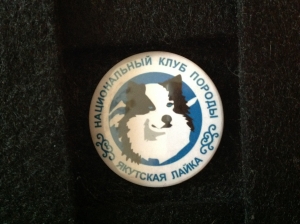 НАЦИОНАЛЬНЫЙ КЛУБ ПОРОДЫ
ЯКУТСКАЯ ЛАЙКА